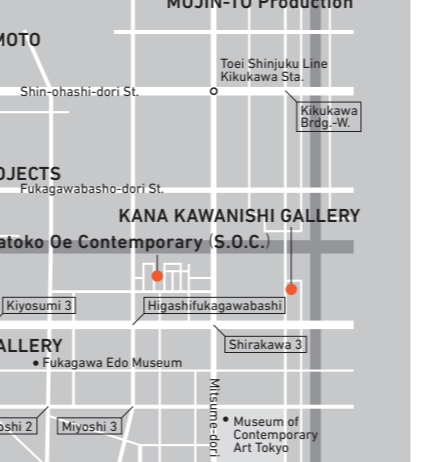 MUJIN-TO Production
MOTO
Toei Shinjuku Line
Kikukawa Sta.
Shin-ohashi-dori St.
Kikukawa
Brdg.-W.
OJECTS
Fukagawabasho-dori St.
KANA KAWANISHI GALLERY
atoko Oe Contemporary (S.O.C.)
Kiyosumi 3
Higashifukagawabashi
ALLERY
Shirakawa 3
Fukagawa Edo Museum
Mitsume-dori
oshi 2
Miyoshi 3
Museum of
Contemporary
Art Tokyo